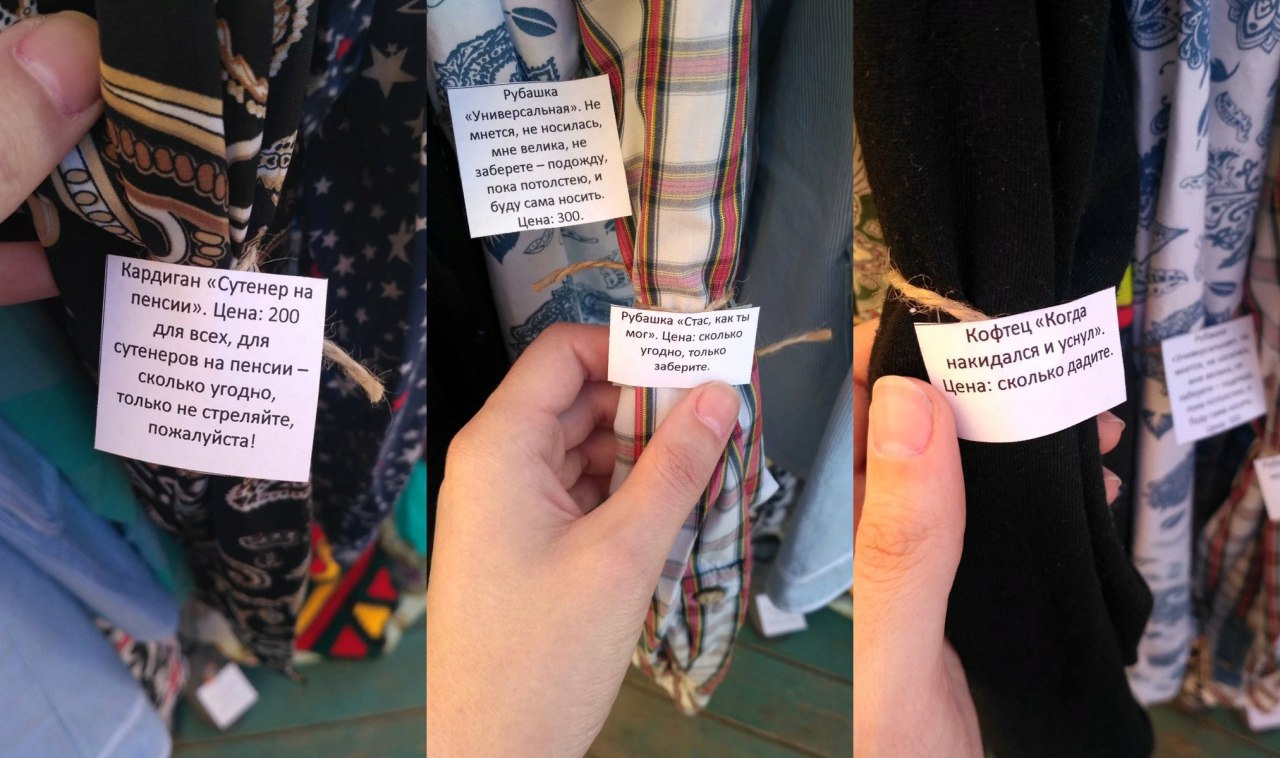 Кардиган «Сутенер на
пенсии». Цена: 200
для всех, для
сутенеров на пенсии –
сколько угодно,
только не стреляйте,
пожалуйста!
Рубашка
«Универсальная». Не
мнется, не носилась,
мне велика, не
заберете – подожду,
пока потолстею, и
буду сама носить.
Цена: 300.
Рубашка «Стас, как ты
мог». Цена: сколько
угодно, только
заберите.
Кофтец «Когда
накидался и уснул».
Цена: сколько дадите.